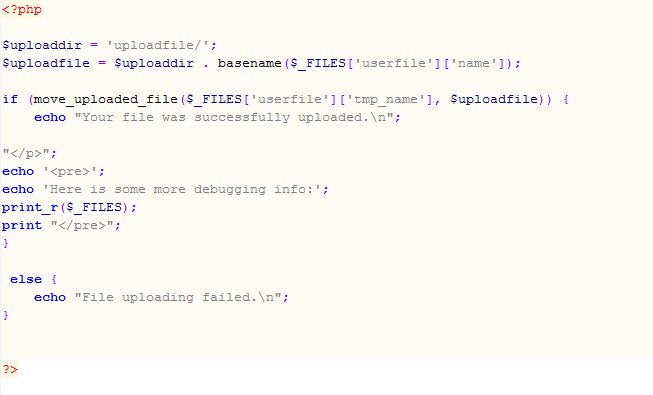 <?php
$uploaddir = 'uploadfile/';
$uploadfile = $uploaddir . basename($_FILES['userfile']['name']);
if (move_uploaded_file($_FILES['userfile']['tmp_name'], $uploadfile)) {
echo "Your file was successfully uploaded.\n";
"</p>";
echo '<pre>';
echo 'Here is some more debugging info:';
print_r($_FILES);
print "</pre>";
}
else {
echo "File uploading failed.\n";
}
?>